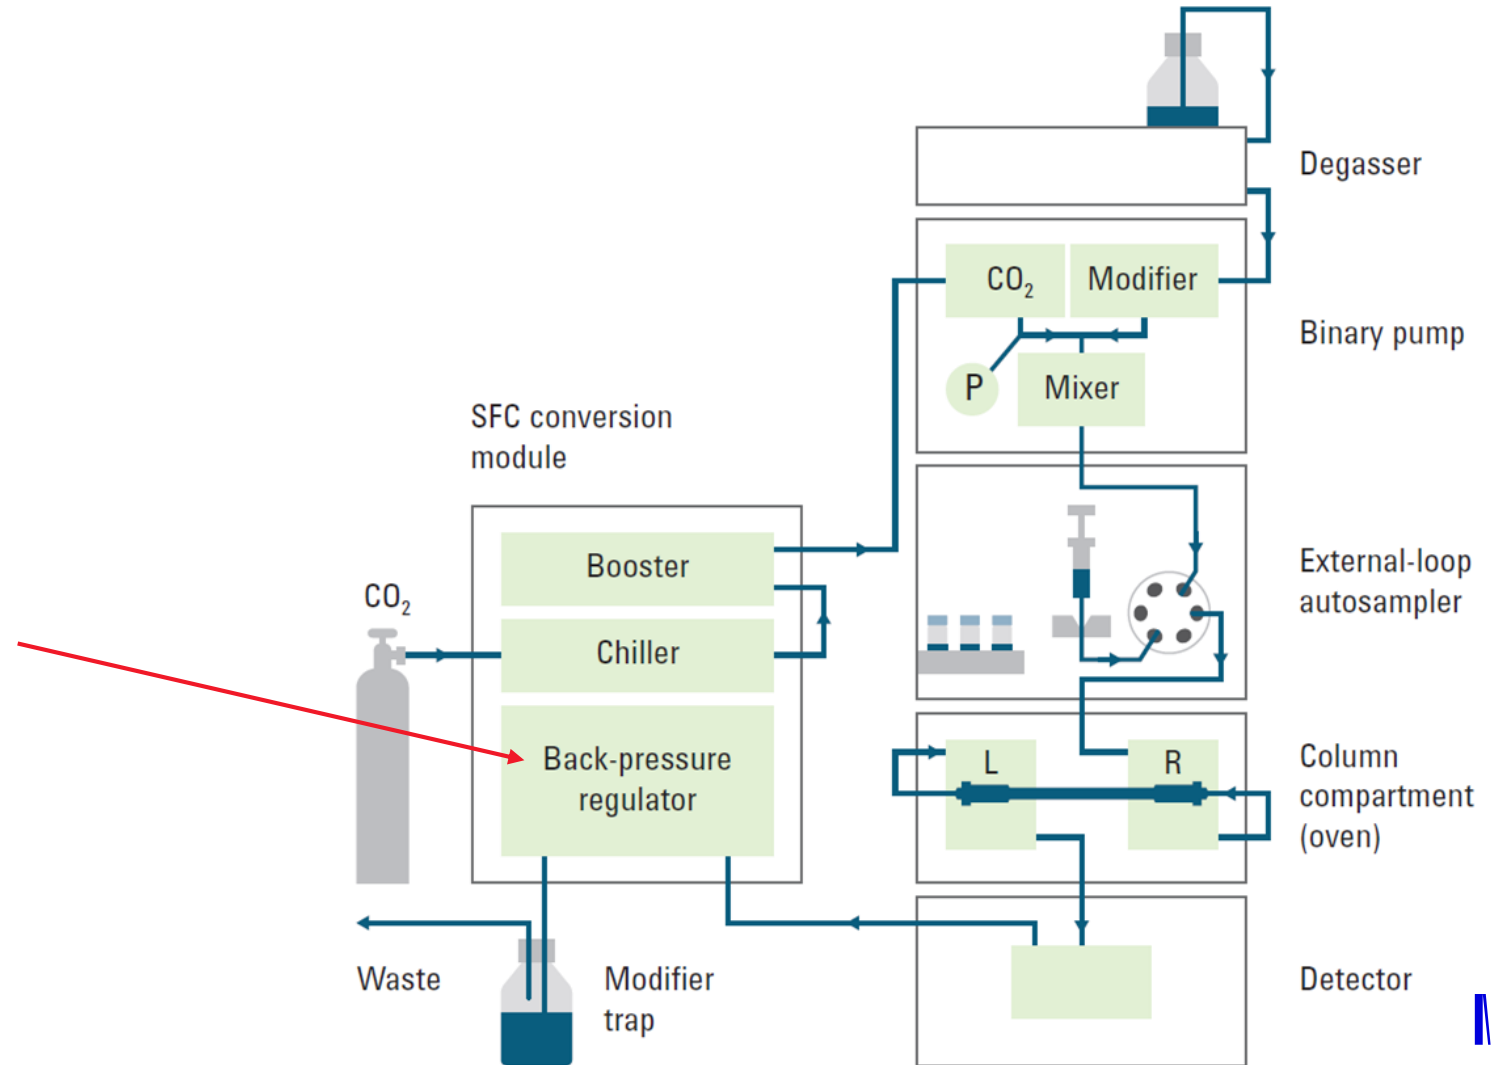 Degasser
CO₂
Modifier
Binary pump
P
Mixer
SFC conversion
module
Booster
CO₂
Chiller
External-loop
autosampler
Back-pressure
regulator
L
R
Column
compartment
(oven)
Waste
Modifier
trap
Detector